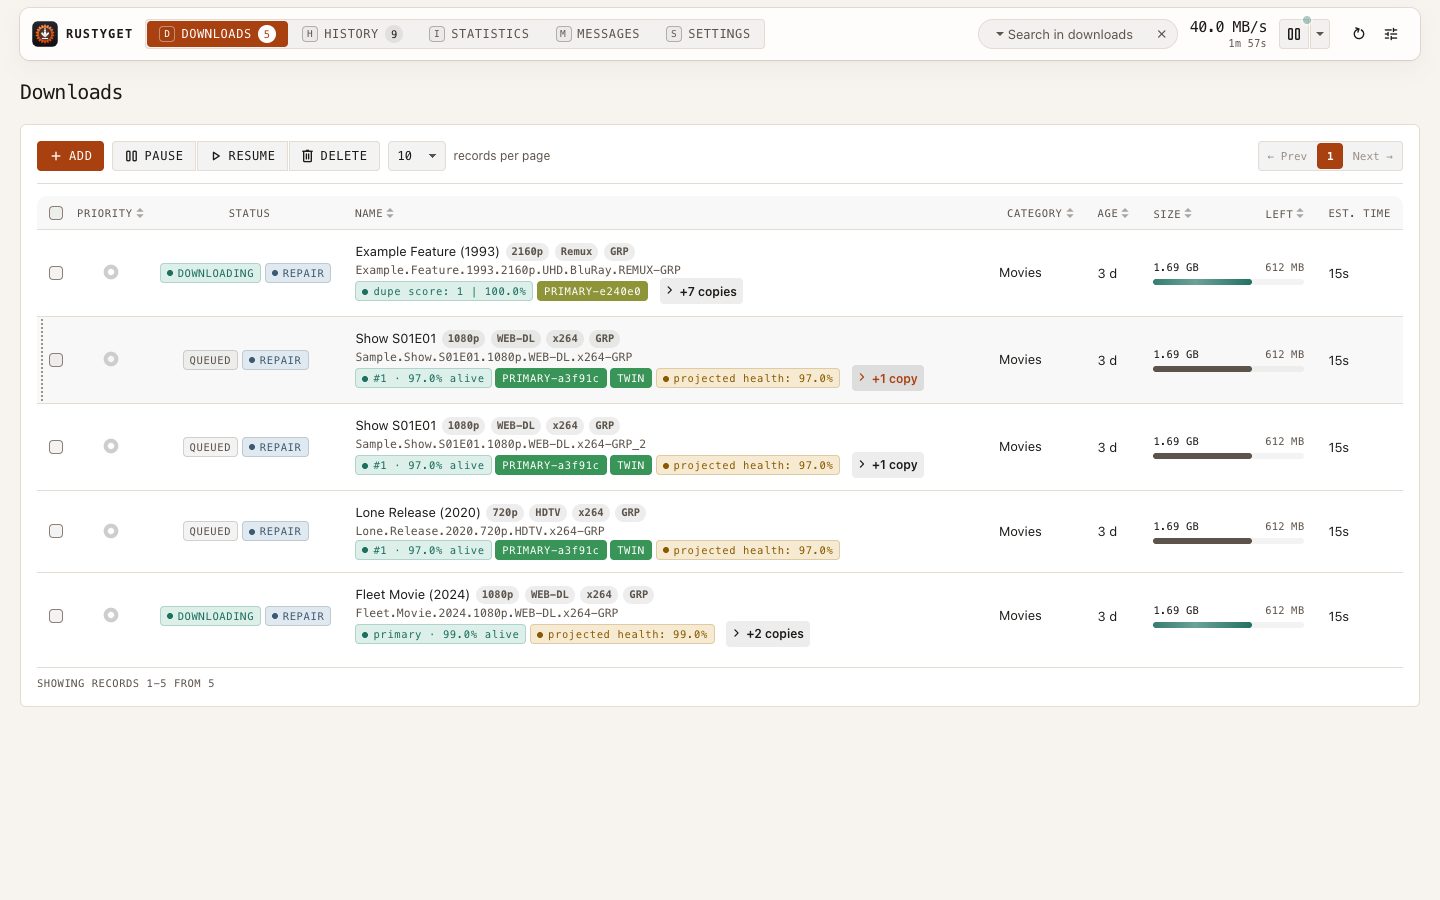 RUSTYGET D DOWNLOADS 5 H HISTORY 9 I STATISTICS M MESSAGES S SETTINGS Search in downloads 40.0 MB/s
1m 57s
Downloads
+ ADD PAUSE RESUME DELETE 10 records per page ← Prev 1 Next →
PRIORITY STATUS NAME CATEGORY AGE SIZE LEFT EST. TIME
Example Feature (1993) 2160p Remux GRP
Example.Feature.1993.2160p.UHD.BluRay.REMUX-GRP
dupe score: 1 | 100.0% PRIMARY-e240e0 +7 copies
DOWNLOADING REPAIR Movies 3 d 1.69 GB 612 MB 15s
Show S01E01 1080p WEB-DL x264 GRP
Sample.Show.S01E01.1080p.WEB-DL.x264-GRP
#1 · 97.0% alive PRIMARY-a3f91c TWIN projected health: 97.0% +1 copy
QUEUED REPAIR Movies 3 d 1.69 GB 612 MB 15s
Show S01E01 1080p WEB-DL x264 GRP
Sample.Show.S01E01.1080p.WEB-DL.x264-GRP_2
#1 · 97.0% alive PRIMARY-a3f91c TWIN projected health: 97.0% +1 copy
QUEUED REPAIR Movies 3 d 1.69 GB 612 MB 15s
Lone Release (2020) 720p HDTV x264 GRP
Lone.Release.2020.720p.HDTV.x264-GRP
#1 · 97.0% alive PRIMARY-a3f91c TWIN projected health: 97.0%
QUEUED REPAIR Movies 3 d 1.69 GB 612 MB 15s
Fleet Movie (2024) 1080p WEB-DL x264 GRP
Fleet.Movie.2024.1080p.WEB-DL.x264-GRP
primary · 99.0% alive projected health: 99.0% +2 copies
DOWNLOADING REPAIR Movies 3 d 1.69 GB 612 MB 15s
SHOWING RECORDS 1-5 FROM 5